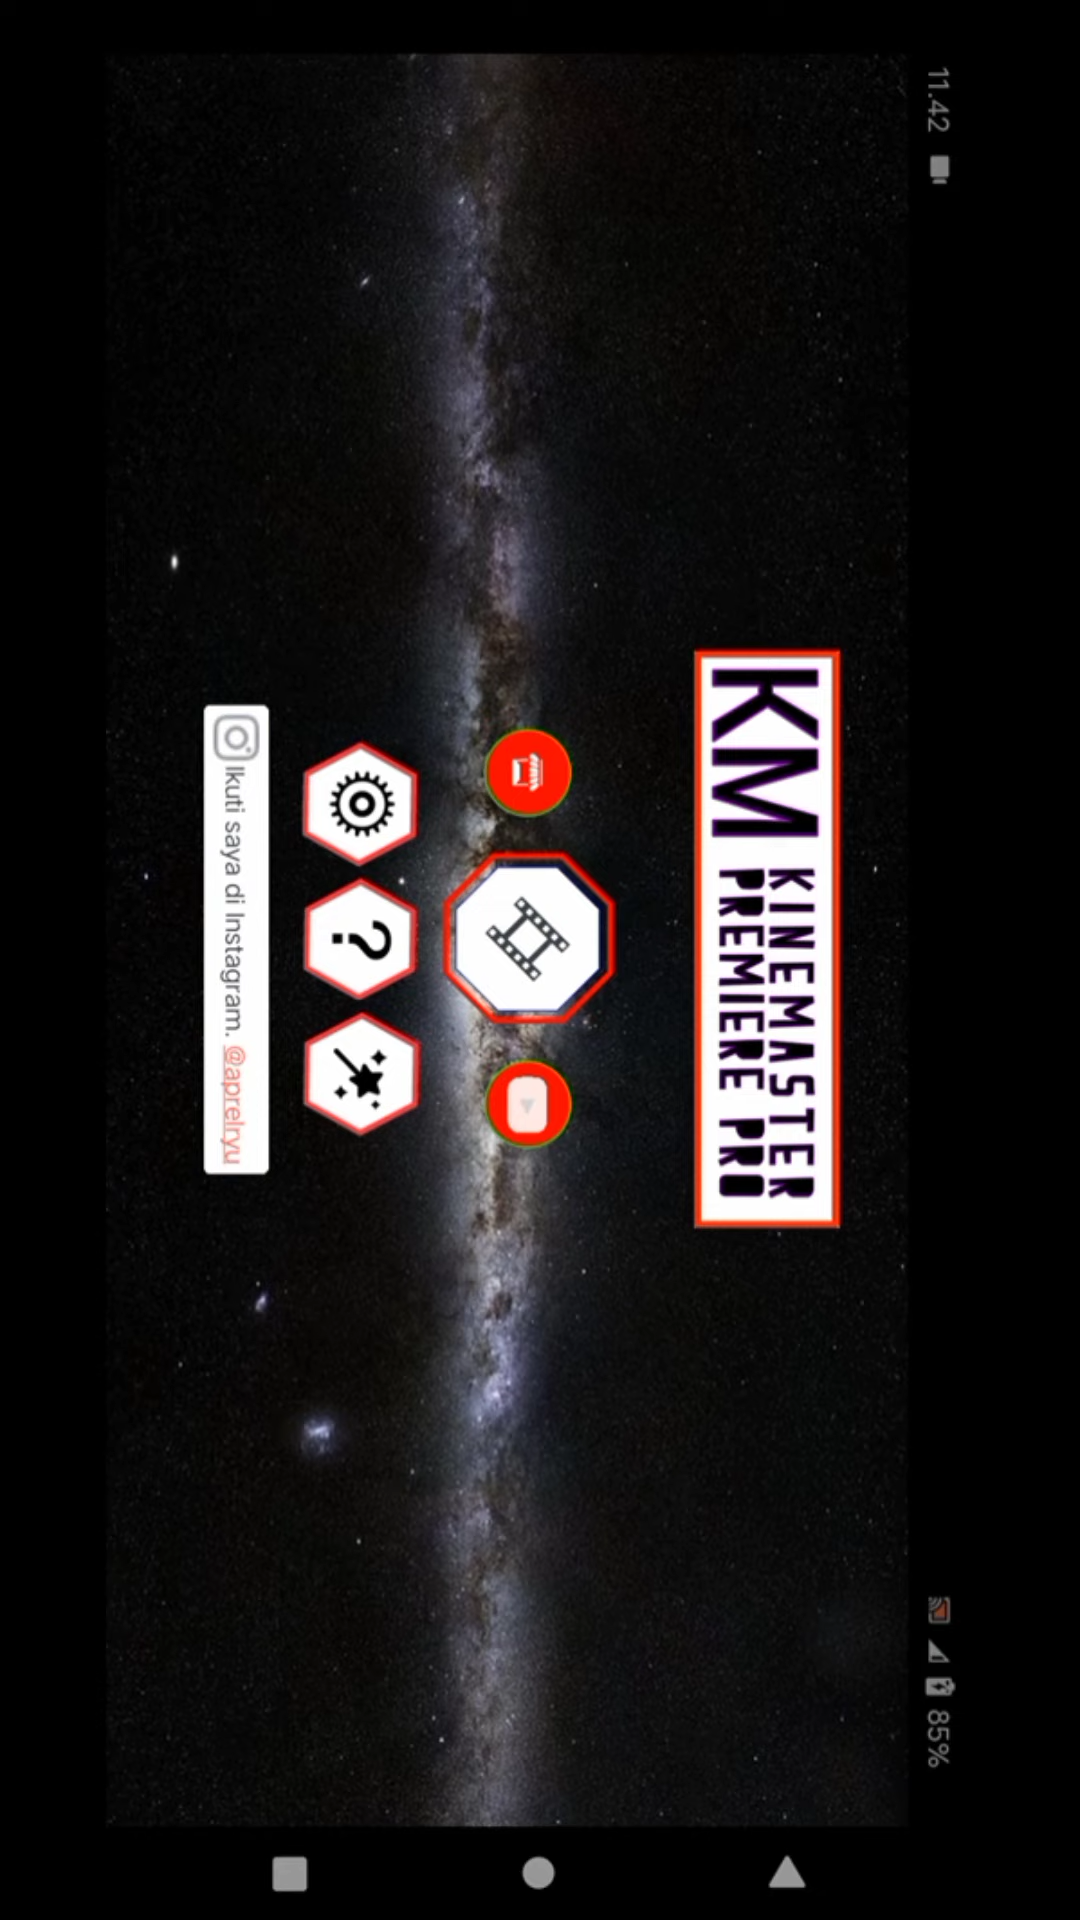 11.42
85%
KM
KINEMASTER
PREMIERE PRO
?
Ikuti saya di Instagram. @aprelryu